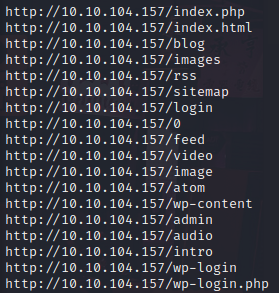 http://10.10.104.157/index.php
http://10.10.104.157/index.html
http://10.10.104.157/blog
http://10.10.104.157/images
http://10.10.104.157/rss
http://10.10.104.157/sitemap
http://10.10.104.157/login
http://10.10.104.157/0
http://10.10.104.157/feed
http://10.10.104.157/video
http://10.10.104.157/image
http://10.10.104.157/atom
http://10.10.104.157/wp-content
http://10.10.104.157/admin
http://10.10.104.157/audio
http://10.10.104.157/intro
http://10.10.104.157/wp-login
http://10.10.104.157/wp-login.php